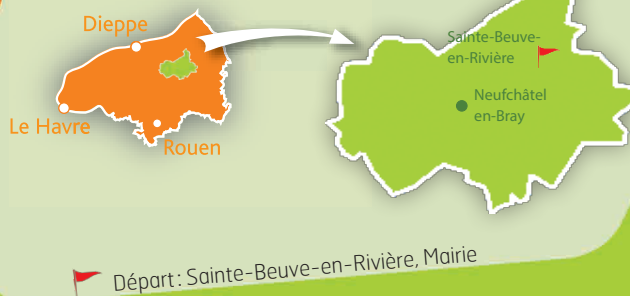 Dieppe
Le Havre
Rouen
Sainte-Beuve-
en-Rivière
Neufchâtel
en-Bray
Départ : Sainte-Beuve-en-Rivière, Mairie